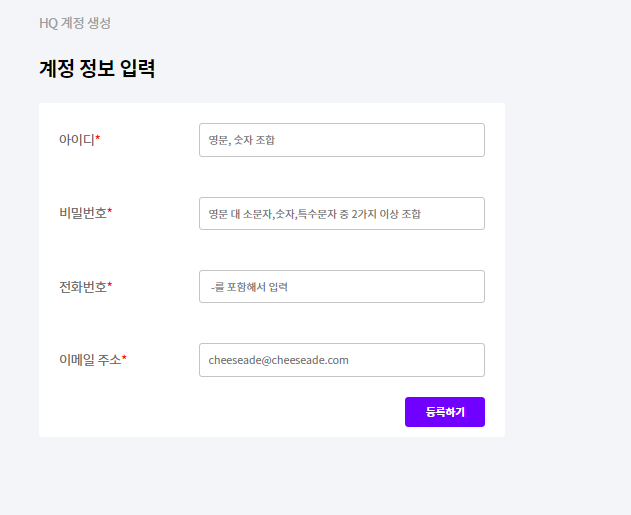 HQ 계정 생성
계정 정보 입력
아이디*
영문, 숫자 조합
비밀번호*
영문 대 소문자,숫자,특수문자 중 2가지 이상 조합
전화번호*
-를 포함해서 입력
이메일 주소*
cheeseade@cheeseade.com
등록하기